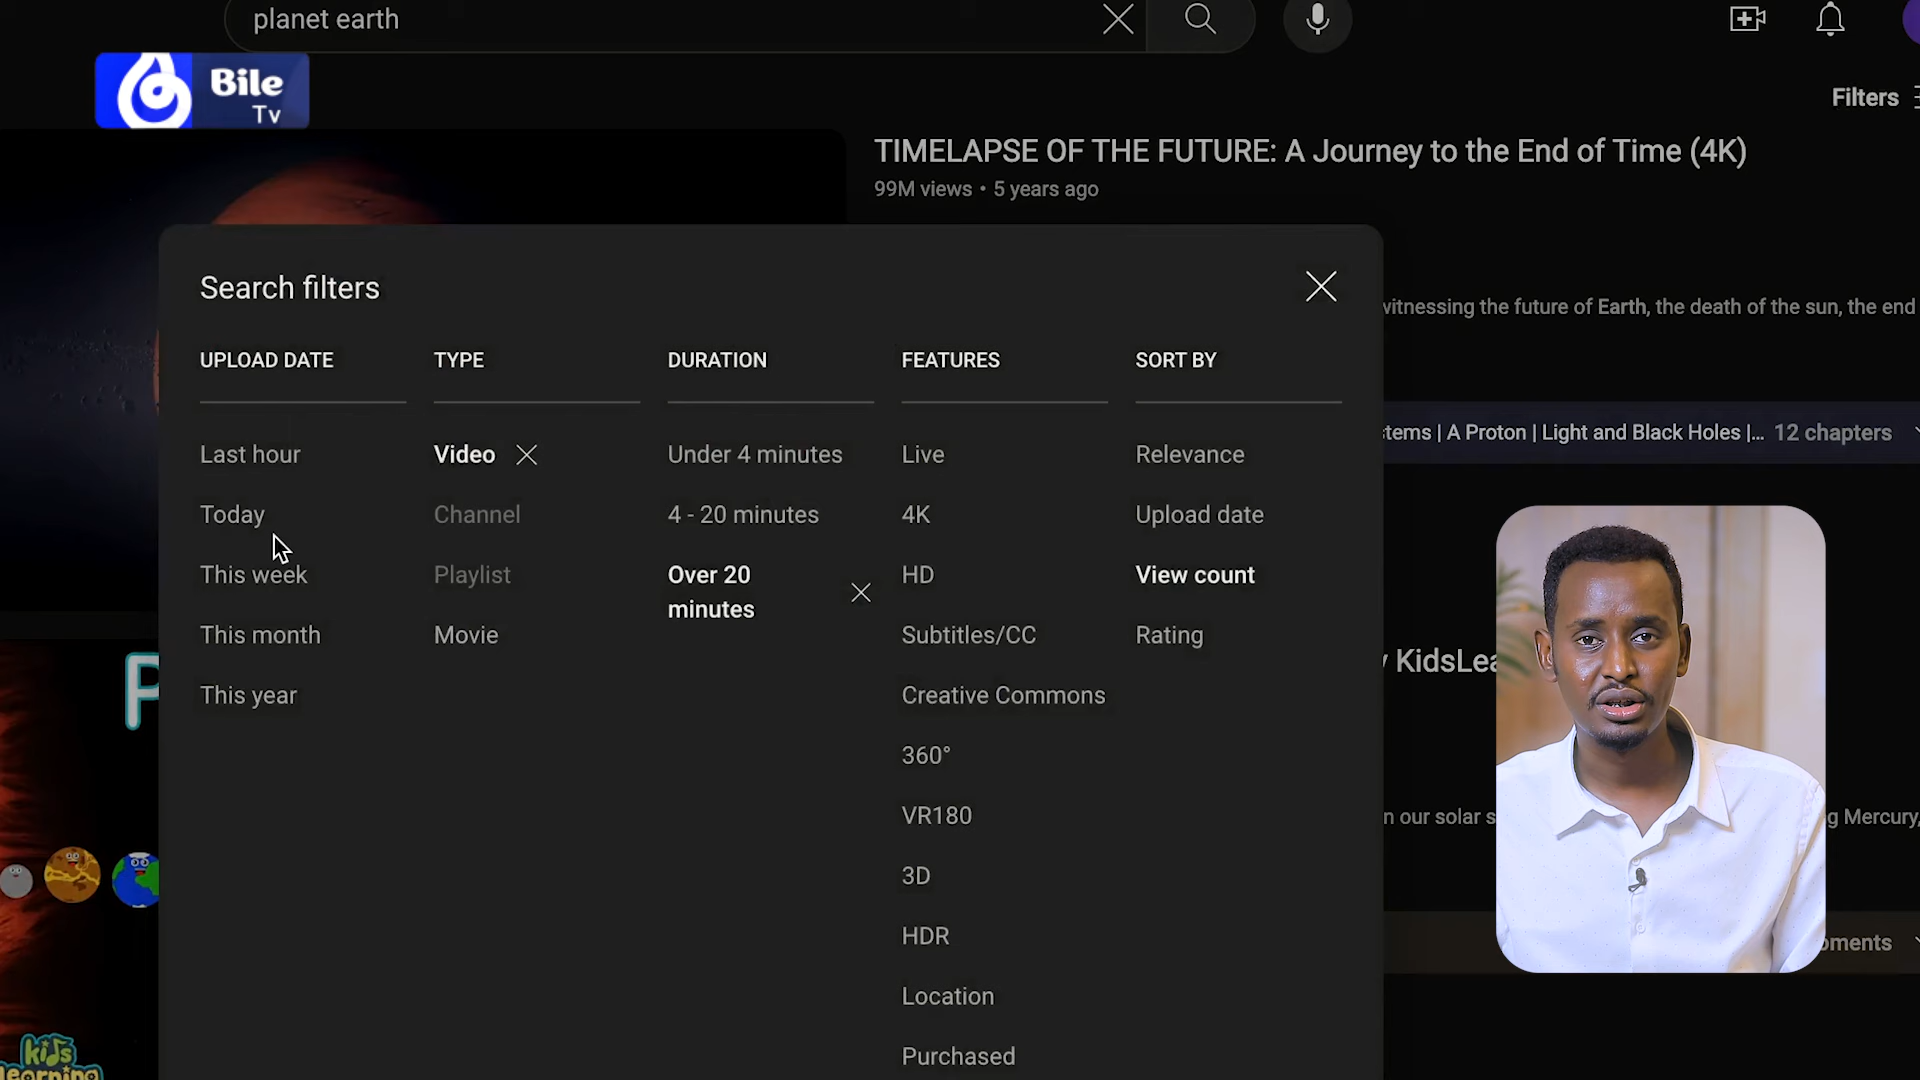 planet earth
Bile
Tv
Filters
TIMELAPSE OF THE FUTURE: A Journey to the End of Time (4K)
99M views • 5 years ago
witnessing the future of Earth, the death of the sun, the end
Search filters
UPLOAD DATE
Last hour
Today
This week
This month
This year
TYPE
Video
Channel
Playlist
Movie
DURATION
Under 4 minutes
4 - 20 minutes
Over 20
minutes
FEATURES
Live
4K
HD
Subtitles/CC
Creative Commons
360°
VR180
3D
HDR
Location
Purchased
SORT BY
Relevance
Upload date
View count
Rating
| A Proton | Light and Black Holes |... 12 chapters
in our solar
Mercury,
P
kids
learning